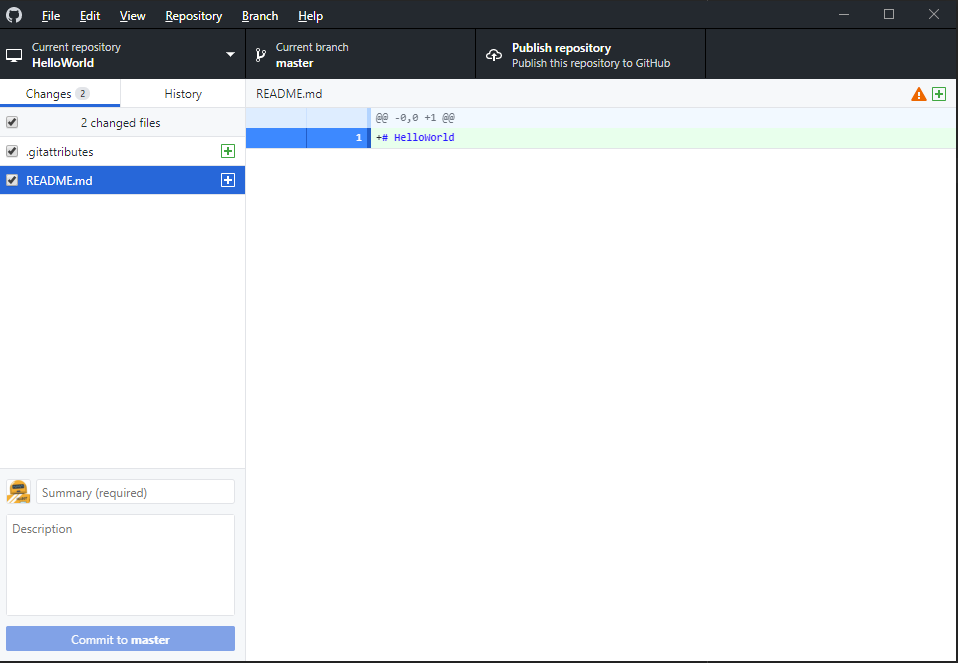 File Edit View Repository Branch Help
Current repository
HelloWorld
Current branch
master
Publish repository
Publish this repository to GitHub
Changes 2
History
README.md
2 changed files
.gitattributes
README.md
@@ -0,0 +1 @@
1 +# HelloWorld
Summary (required)
Description
Commit to master